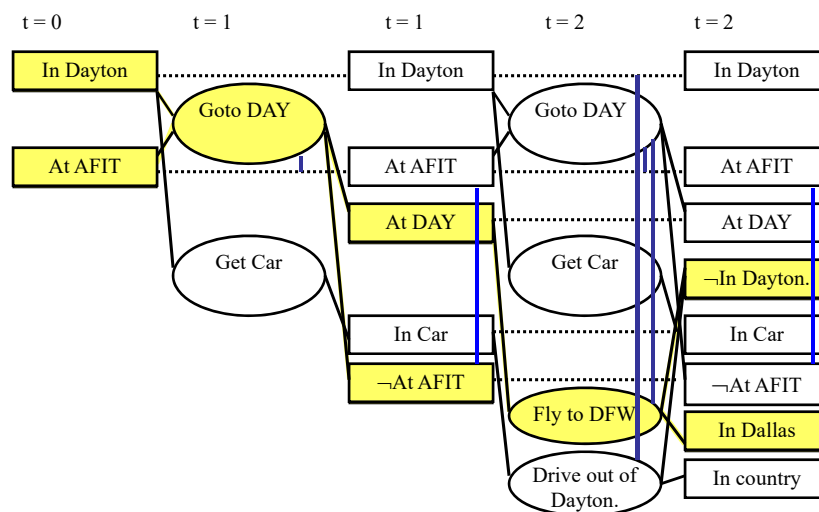 t = 0
t = 1
t = 1
t = 2
t = 2
In Dayton
In Dayton
In Dayton
Goto DAY
Goto DAY
At AFIT
At AFIT
At AFIT
At DAY
At DAY
Get Car
Get Car
¬In Dayton.
In Car
In Car
¬At AFIT
¬At AFIT
Fly to DFW
In Dallas
Drive out of
Dayton.
In country